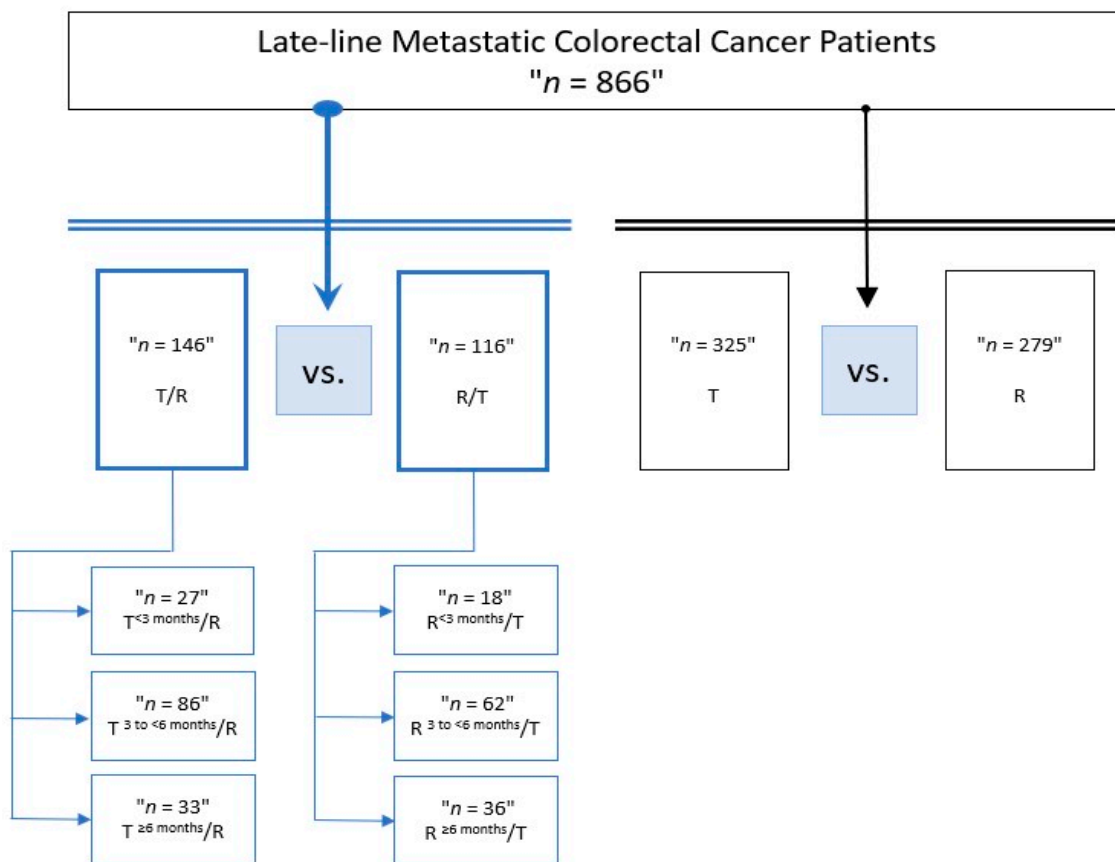 Late-line Metastatic Colorectal Cancer Patients
"n = 866"
"n = 146"
T/R
vs.
"n = 116"
R/T
"n = 325"
T
vs.
"n = 279"
R
"n = 27"
T<3 months/R
"n = 86"
T 3 to <6 months/R
"n = 33"
T ≥6 months/R
"n = 18"
R<3 months/T
"n = 62"
R 3 to <6 months/T
"n = 36"
R ≥6 months/T